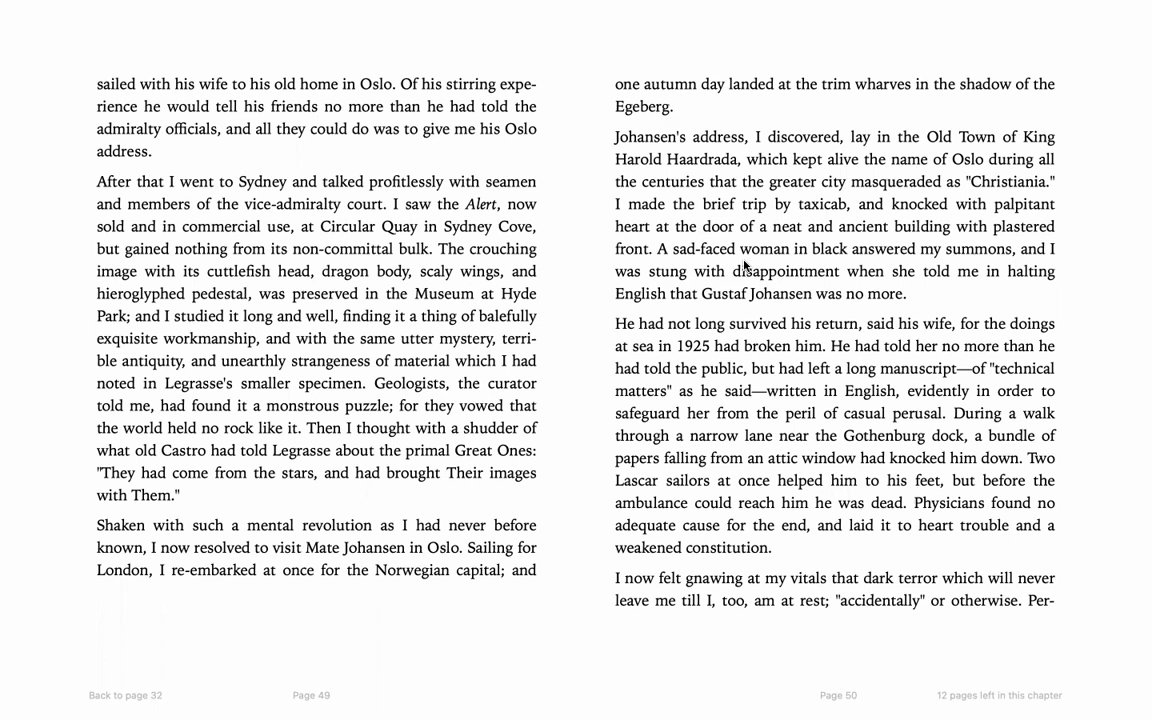 sailed with his wife to his old home in Oslo. Of his stirring expe-
rience he would tell his friends no more than he had told the
admiralty officials, and all they could do was to give me his Oslo
address.
After that I went to Sydney and talked profitlessly with seamen
and members of the vice-admiralty court. I saw the Alert, now
sold and in commercial use, at Circular Quay in Sydney Cove,
but gained nothing from its non-committal bulk. The crouching
image with its cuttlefish head, dragon body, scaly wings, and
hieroglyphed pedestal, was preserved in the Museum at Hyde
Park; and I studied it long and well, finding it a thing of balefully
exquisite workmanship, and with the same utter mystery, terri-
ble antiquity, and unearthly strangeness of material which I had
noted in Legrasse's smaller specimen. Geologists, the curator
told me, had found it a monstrous puzzle; for they vowed that
the world held no rock like it. Then I thought with a shudder of
what old Castro had told Legrasse about the primal Great Ones:
"They had come from the stars, and had brought Their images
with Them."
Shaken with such a mental revolution as I had never before
known, I now resolved to visit Mate Johansen in Oslo. Sailing for
London, I re-embarked at once for the Norwegian capital; and
one autumn day landed at the trim wharves in the shadow of the
Egeberg.
Johansen's address, I discovered, lay in the Old Town of King
Harold Haardrada, which kept alive the name of Oslo during all
the centuries that the greater city masqueraded as "Christiania."
I made the brief trip by taxicab, and knocked with palpitant
heart at the door of a neat and ancient building with plastered
front. A sad-faced woman in black answered my summons, and I
was stung with disappointment when she told me in halting
English that Gustaf Johansen was no more.
He had not long survived his return, said his wife, for the doings
at sea in 1925 had broken him. He had told her no more than he
had told the public, but had left a long manuscript—of "technical
matters" as he said—written in English, evidently in order to
safeguard her from the peril of casual perusal. During a walk
through a narrow lane near the Gothenburg dock, a bundle of
papers falling from an attic window had knocked him down. Two
Lascar sailors at once helped him to his feet, but before the
ambulance could reach him he was dead. Physicians found no
adequate cause for the end, and laid it to heart trouble and a
weakened constitution.
I now felt gnawing at my vitals that dark terror which will never
leave me till I, too, am at rest; "accidentally" or otherwise. Per-
Back to page 32
Page 49
Page 50
12 pages left in this chapter